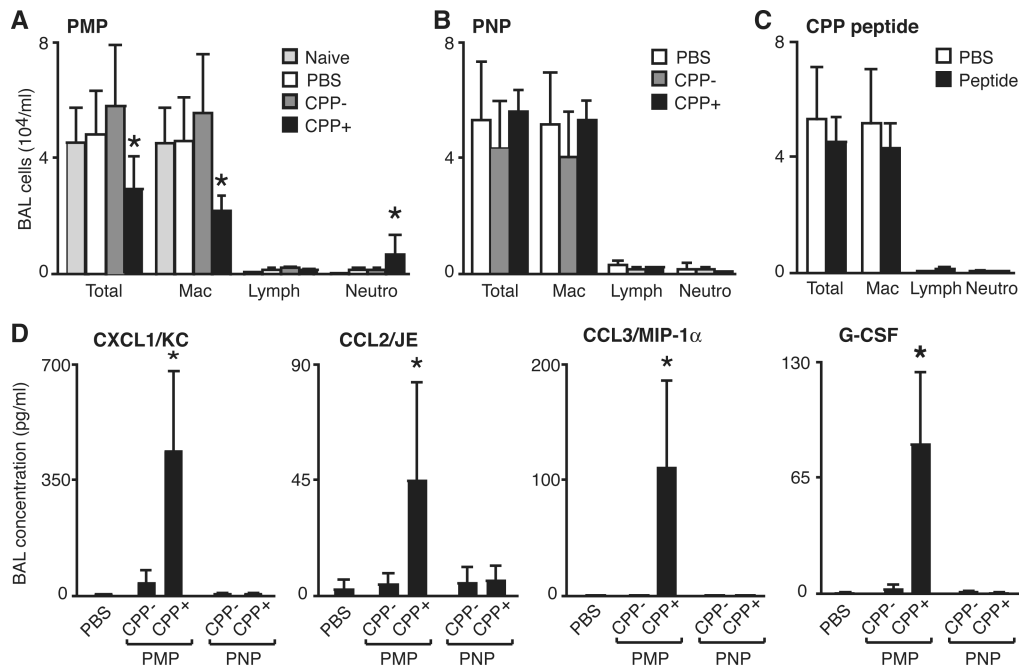 A PMP
8
4
0
BAL cells (10⁴/ml)
Naive
PBS
CPP-
CPP+
*
*
*
Total Mac Lymph Neutro
B PNP
8
4
0
PBS
CPP-
CPP+
Total Mac Lymph Neutro
C CPP peptide
8
4
0
PBS
Peptide
Total Mac Lymph Neutro
D
BAL concentration (pg/ml)
CXCL1/KC
*
700
350
0
PBS CPP- CPP+ CPP- CPP+
PMP PNP
CCL2/JE
*
90
45
0
PBS CPP- CPP+ CPP- CPP+
PMP PNP
CCL3/MIP-1α
*
200
100
0
PBS CPP- CPP+ CPP- CPP+
PMP PNP
G-CSF
*
130
65
0
PBS CPP- CPP+ CPP- CPP+
PMP PNP